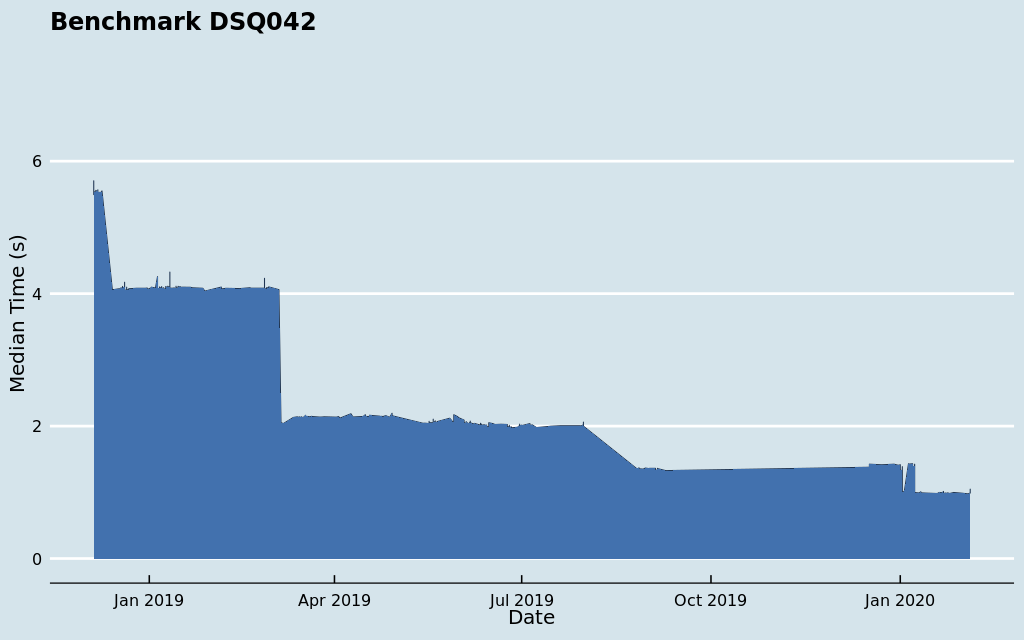 Benchmark DSQ042
Median Time (s)
6
4
2
0
Jan 2019
Apr 2019
Jul 2019
Oct 2019
Jan 2020
Date